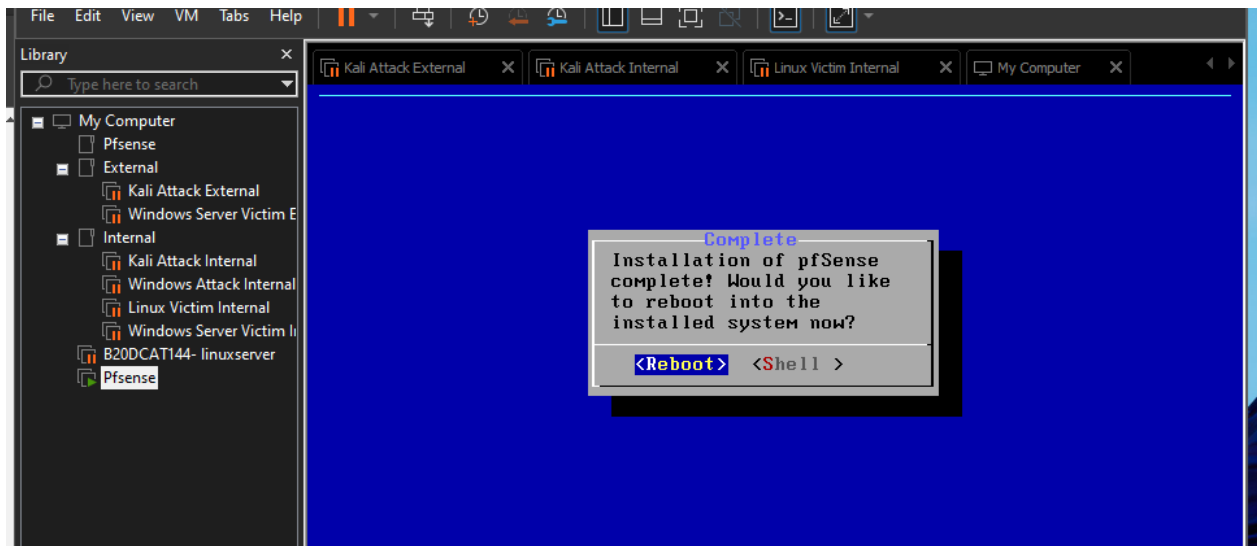 File Edit View VM Tabs Help
Library
Type here to search
My Computer
Pfsense
External
Kali Attack External
Windows Server Victim E
Internal
Kali Attack Internal
Windows Attack Internal
Linux Victim Internal
Windows Server Victim I
B20DCAT144- linuxserver
Pfsense
Kali Attack External
Kali Attack Internal
Linux Victim Internal
My Computer
Complete
Installation of pfSense
complete! Would you like
to reboot into the
installed system now?
<Reboot> <Shell >